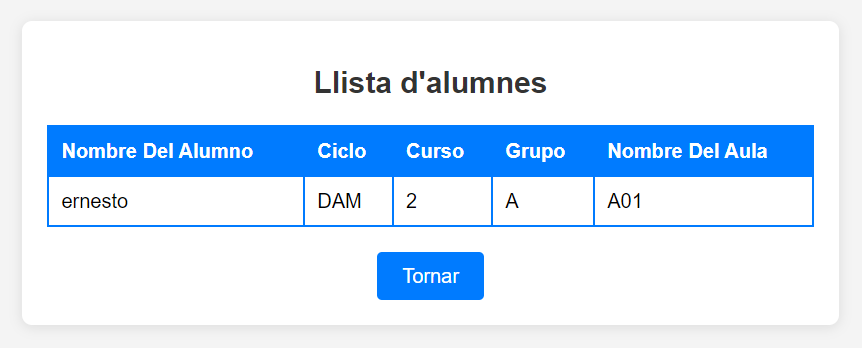 Llista d'alumnes
Nombre Del Alumno Ciclo Curso Grupo Nombre Del Aula
ernesto DAM 2 A A01
Tornar